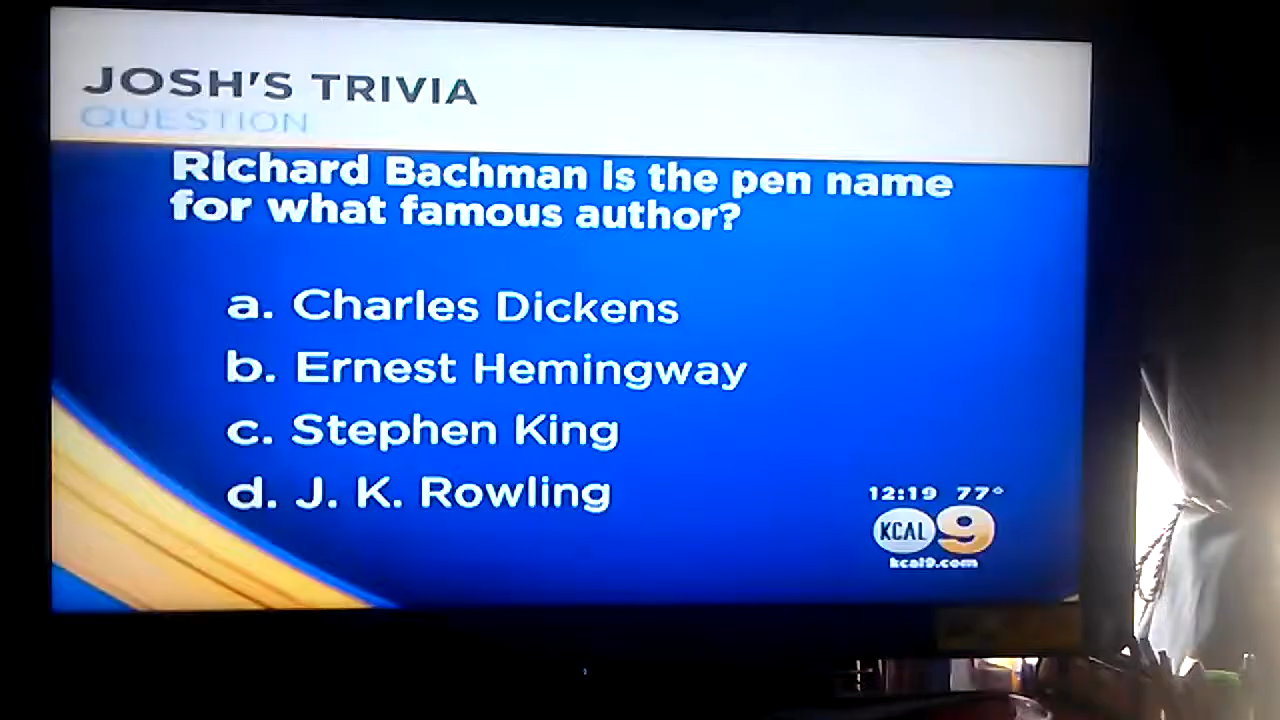 JOSH'S TRIVIA
QUESTION
Richard Bachman is the pen name
for what famous author?
a. Charles Dickens
b. Ernest Hemingway
c. Stephen King
d. J. K. Rowling
12:19 77°
KCAL 9
kcal9.com